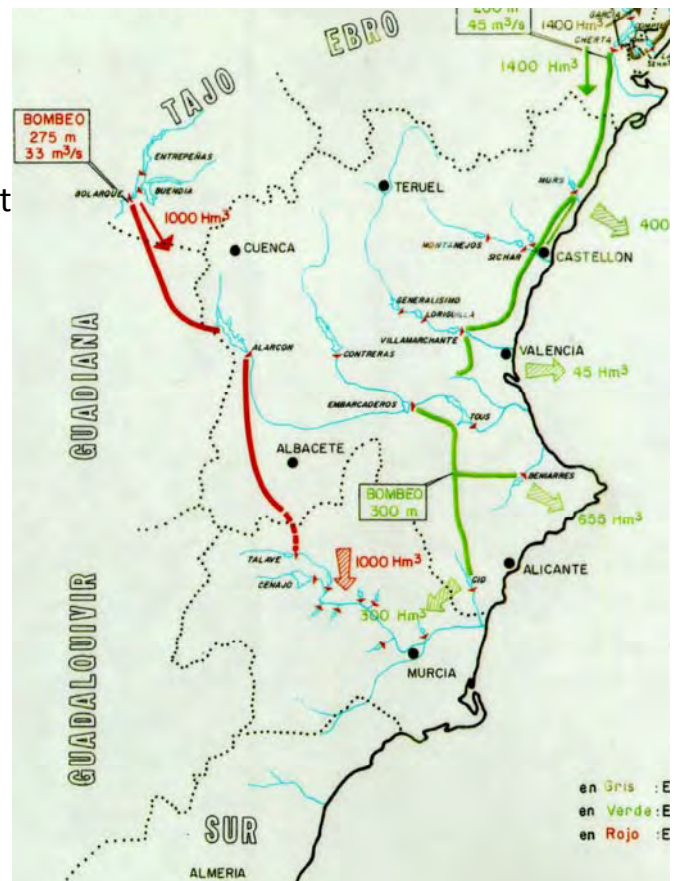 200 m
45 m³/s
1400 Hm³
GARCIA
CHERTA
1400 Hm³
EBRO
TAJO
BOMBEO
275 m
33 m³/s
ENTREPEÑAS
BUENDIA
BOLARQUE
t
1000 Hm³
TERUEL
MURS
400
CUENCA
MONTANEJOS
SICHAR
CASTELLON
GENERALISIMO
LORIGUILLA
VILLAMARCHANTE
VALENCIA
45 Hm³
GUADIANA
ALARCON
CONTRERAS
EMBARCADEROS
TOUS
ALBACETE
BENIARRES
BOMBEO
300 m
655 Hm³
TALAVE
CENAJO
1000 Hm³
CID
ALICANTE
300 Hm³
MURCIA
GUADALQUIVIR
SUR
ALMERIA
en Gris : E
en Verde : E
en Rojo : E